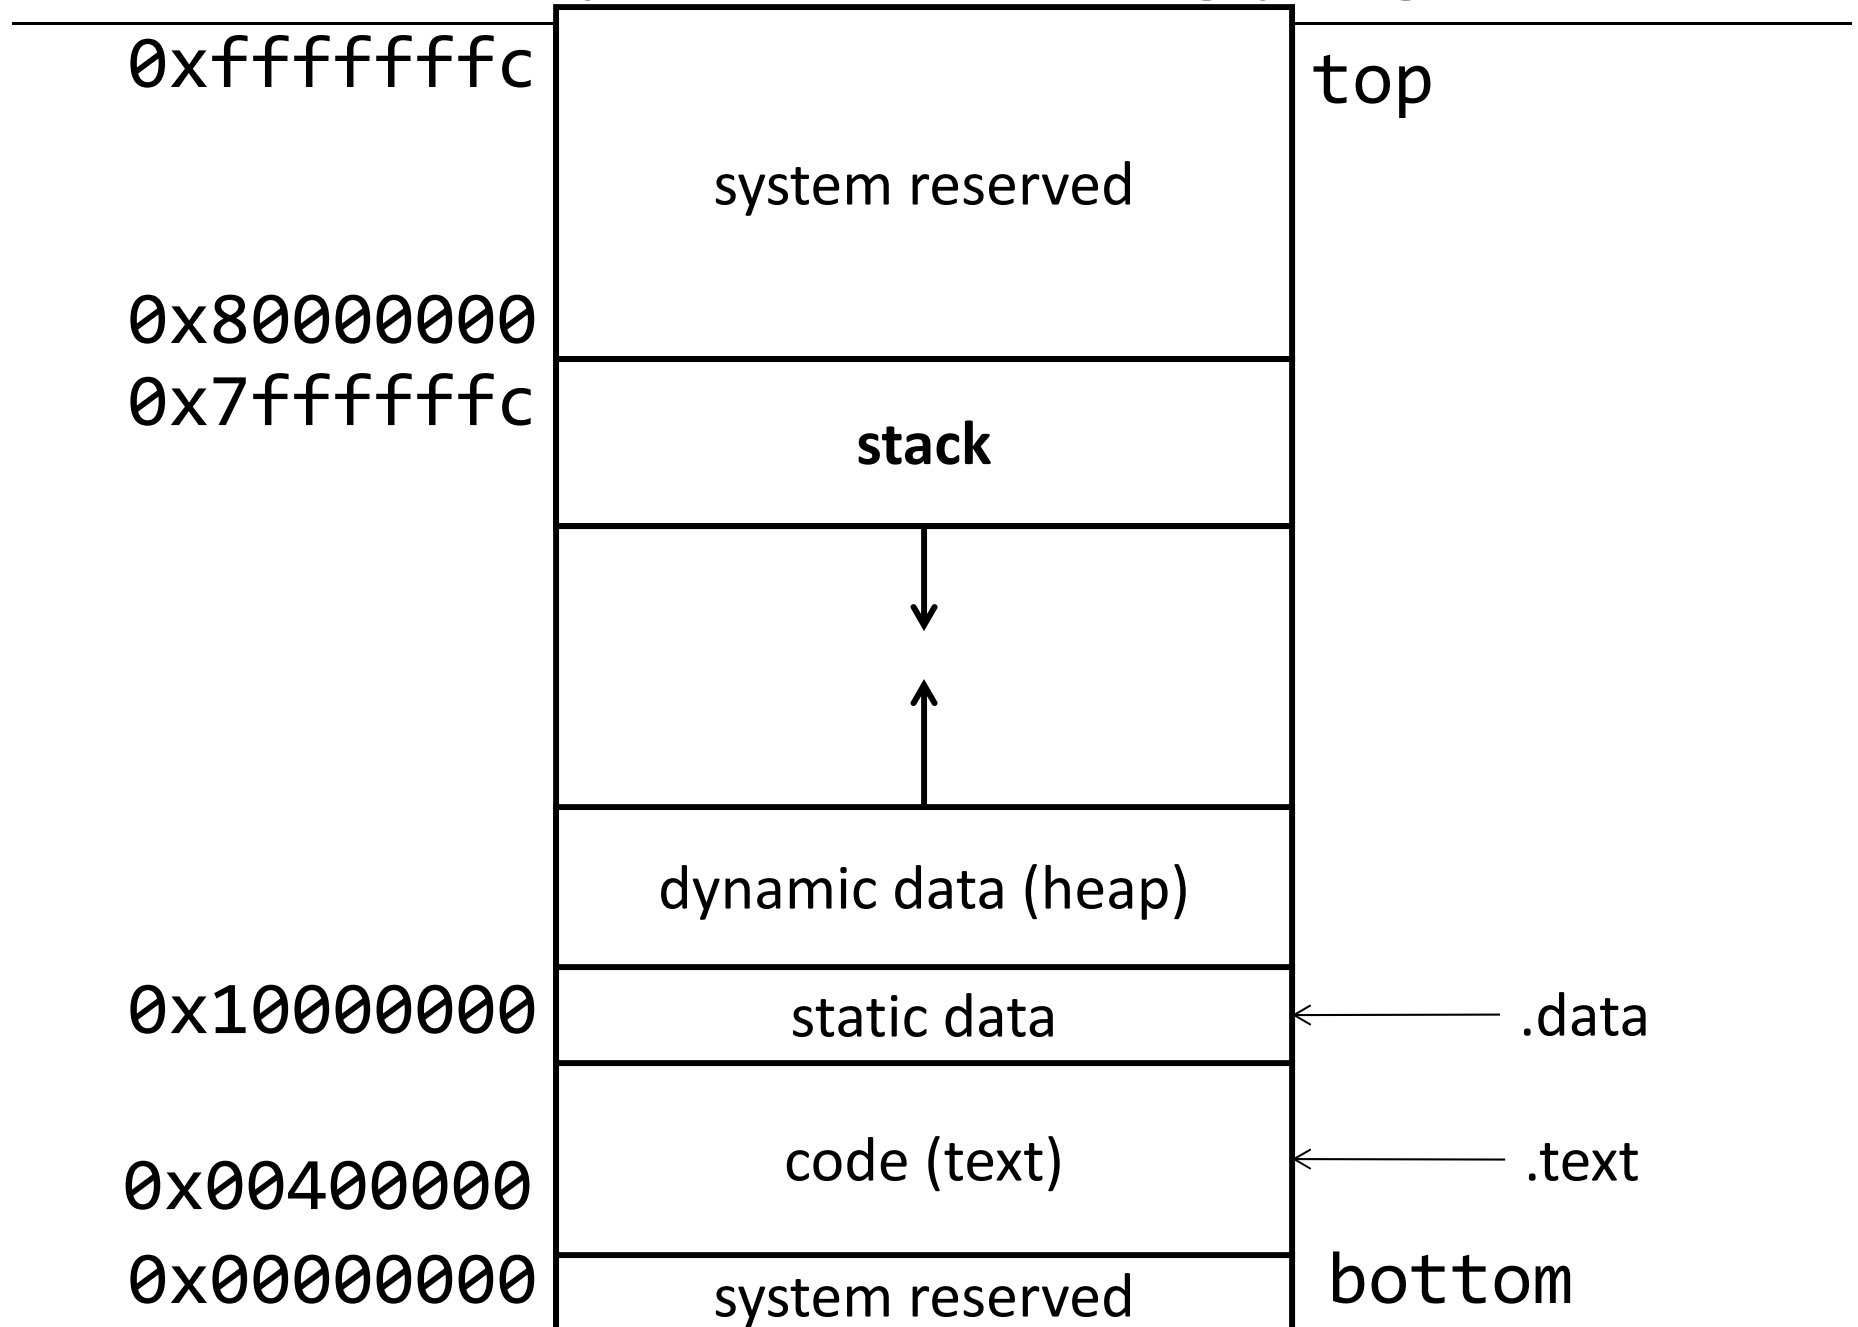 0xfffffffc
top
system reserved
0x80000000
0x7ffffffc
stack
dynamic data (heap)
0x10000000
static data
.data
code (text)
.text
0x00400000
0x00000000
bottom
system reserved